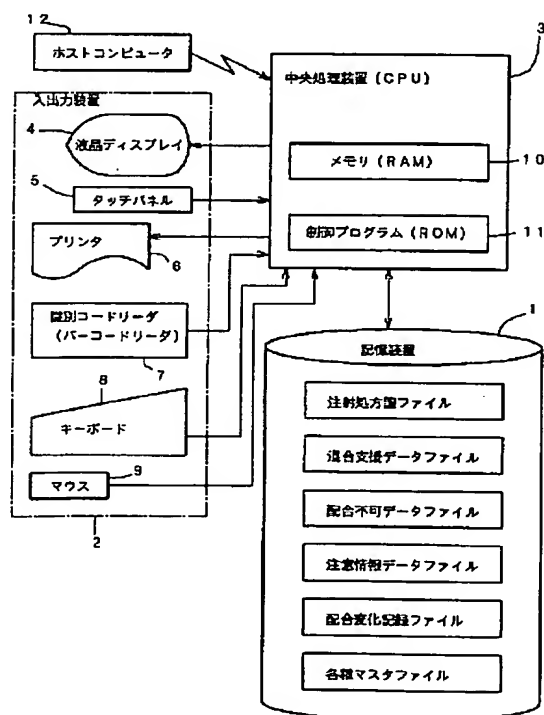 12
ホストコンピュータ
3
中央処理装置(CPU)
メモリ(RAM)
10
制御プログラム(ROM)
11
入出力装置
4
液晶ディスプレイ
5
タッチパネル
プリンタ
6
識別コードリーダ
(バーコードリーダ)
7
8
キーボード
マウス
9
2
1
記憶装置
注射処方箋ファイル
混合支援データファイル
配合不可データファイル
注意情報データファイル
配合変化記録ファイル
各種マスタファイル